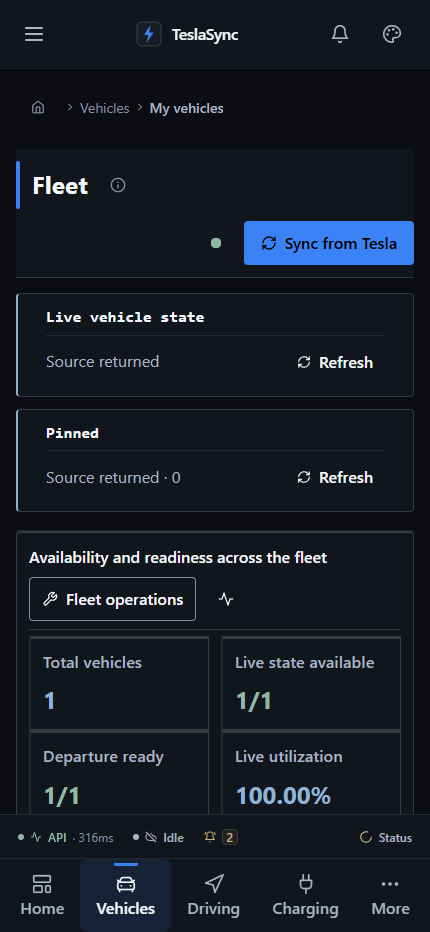 TeslaSync
Vehicles
My vehicles
Fleet
Sync from Tesla
Live vehicle state
Source returned
Refresh
Pinned
Source returned · 0
Refresh
Availability and readiness across the fleet
Fleet operations
Total vehicles
Live state available
1
1/1
Departure ready
Live utilization
1/1
100.00%
API · 316ms
Idle
2
Status
Home
Vehicles
Driving
Charging
More